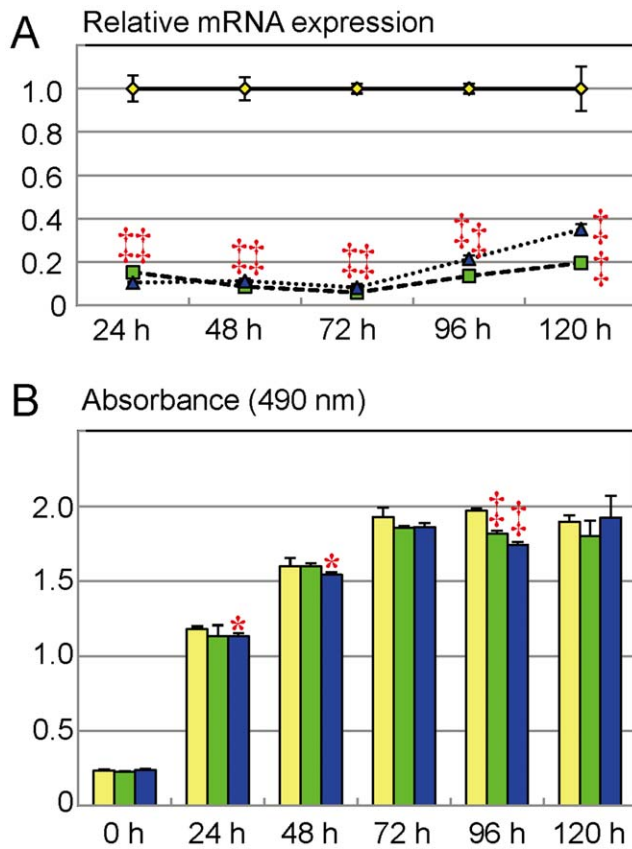 A Relative mRNA expression
1.0
0.8
0.6
0.4
0.2
0
‡‡ ‡‡ ‡‡ ‡‡ ‡
‡‡ ‡‡ ‡‡ ‡‡ ‡
24 h 48 h 72 h 96 h 120 h
B Absorbance (490 nm)
2.0
1.5
1.0
0.5
0
* * ‡ ‡
‡ ‡
0 h 24 h 48 h 72 h 96 h 120 h